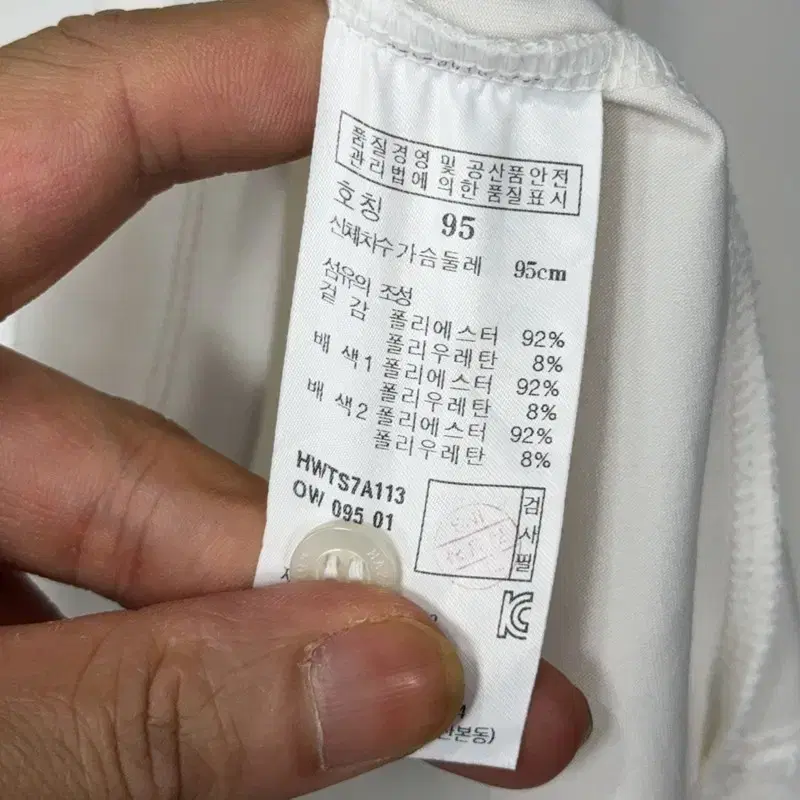 품질경영 및 공산품안전
관리법에 의한 품질표시
호칭 95
신체치수 가슴둘레 95cm
섬유의 조성
겉 감 폴리에스터 92%
폴리우레탄 8%
배 색1 폴리에스터 92%
폴리우레탄 8%
배 색2 폴리에스터 92%
폴리우레탄 8%
HWTS7A113
OW 095 01
검사필